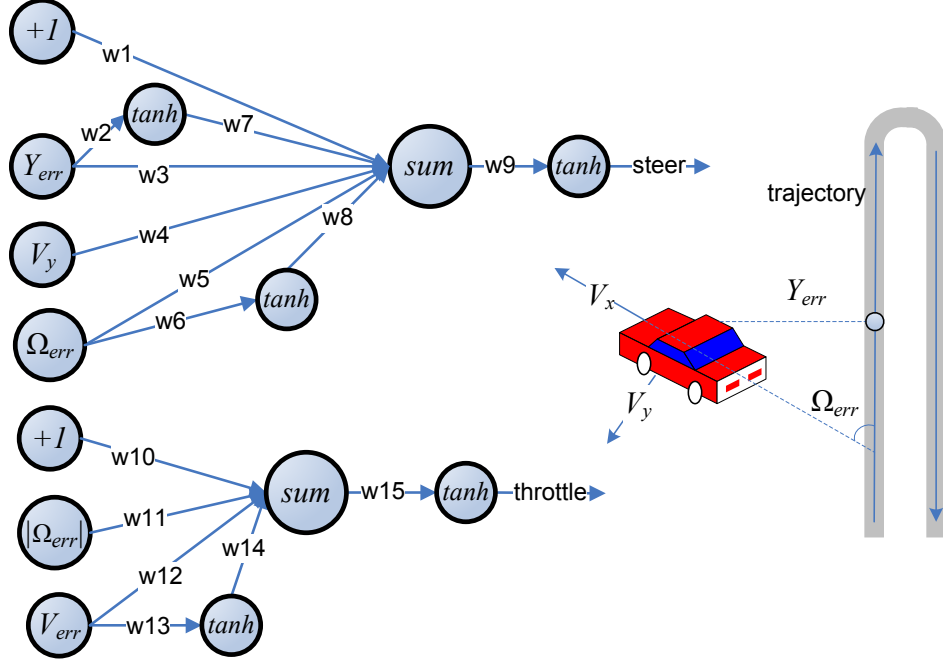 +1
w1
w2
tanh
w7
Y_err
w3
sum
w9
tanh
steer
w8
V_y
w4
w5
tanh
w6
Ω_err
+1
w10
|Ω_err|
w11
sum
w15
tanh
throttle
w14
w12
V_err
w13
tanh
trajectory
Y_err
V_x
V_y
Ω_err